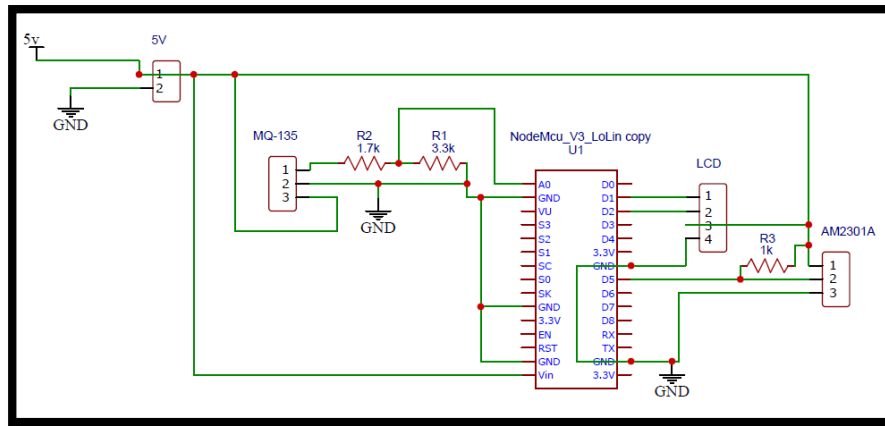 5v
5V
1
2
GND
MQ-135
1
2
3
R2
1.7k
R1
3.3k
GND
NodeMcu_V3_LoLin copy
U1
A0
GND
VU
S3
S2
S1
SC
S0
SK
GND
3.3V
EN
RST
GND
Vin
D0
D1
D2
D3
D4
3.3V
GND
D5
D6
D7
D8
RX
TX
GND
3.3V
LCD
1
2
3
4
R3
1k
AM2301A
1
2
3
GND